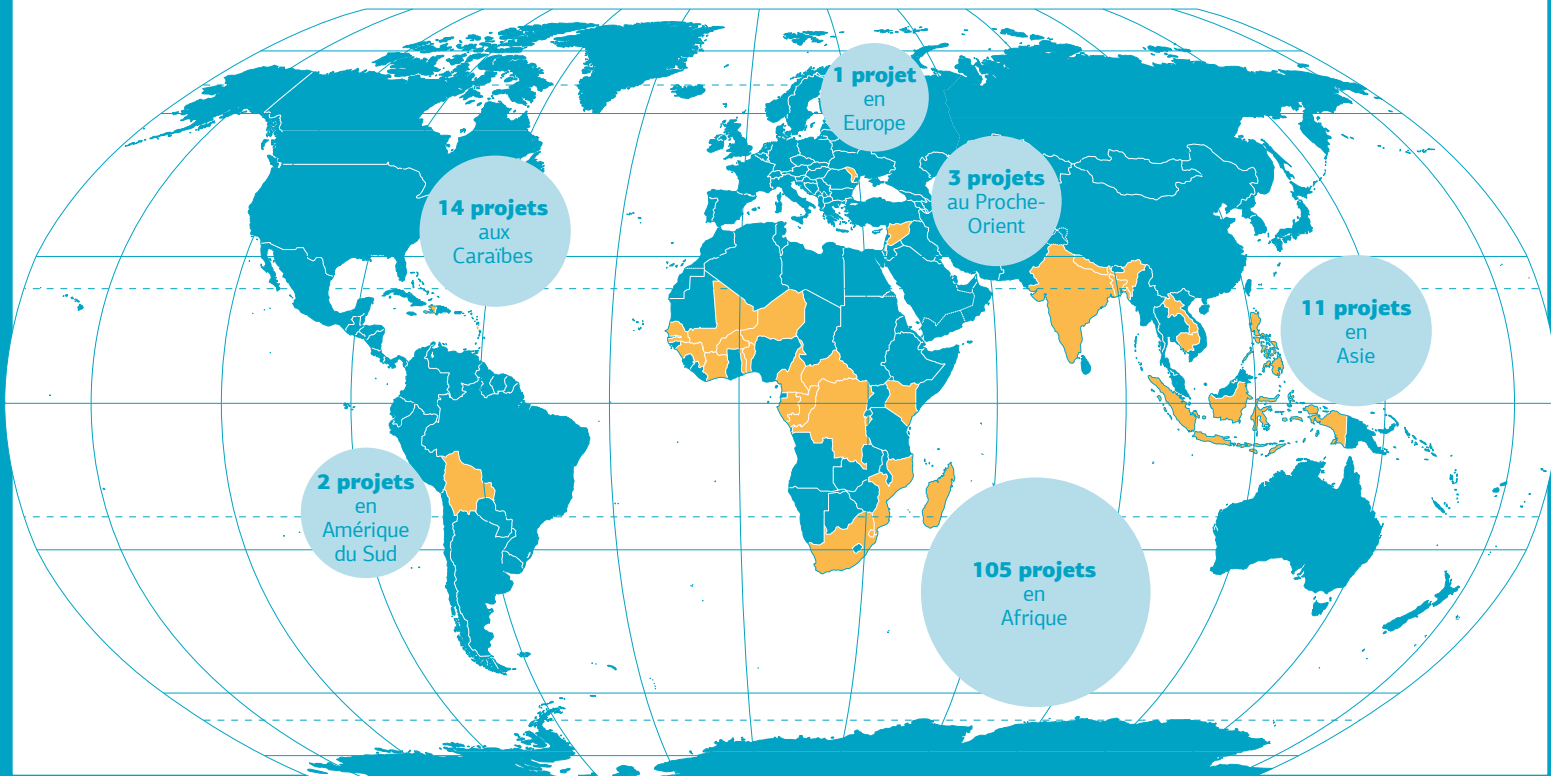 1 projet
en
Europe
3 projets
au Proche-
Orient
14 projets
aux
Caraïbes
11 projets
en
Asie
2 projets
en
Amérique
du Sud
105 projets
en
Afrique